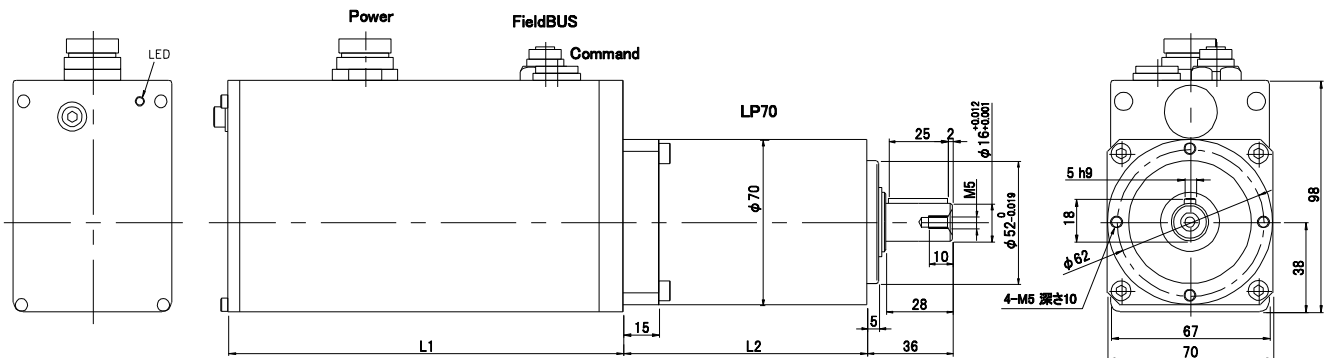 Power
FieldBUS
Command
LED
LP70
25
2
φ16 +0.012 +0.001
M5
φ70
φ52 0 -0.019
10
28
15
5
L1
L2
36
5 h9
18
φ62
4-M5 深さ10
98
38
67
70